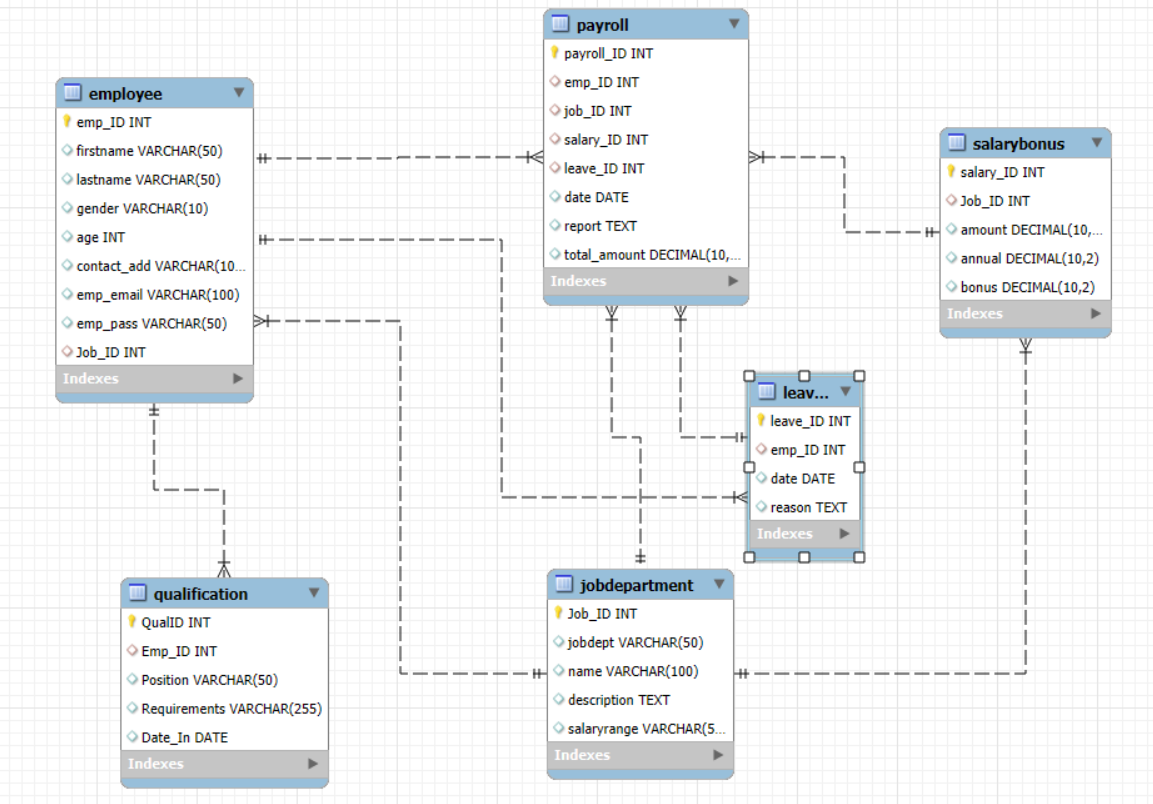 payroll
payroll_ID INT
emp_ID INT
job_ID INT
salary_ID INT
leave_ID INT
date DATE
report TEXT
total_amount DECIMAL(10,...
Indexes
employee
emp_ID INT
firstname VARCHAR(50)
lastname VARCHAR(50)
gender VARCHAR(10)
age INT
contact_add VARCHAR(10...
emp_email VARCHAR(100)
emp_pass VARCHAR(50)
Job_ID INT
Indexes
salarybonus
salary_ID INT
Job_ID INT
amount DECIMAL(10,...
annual DECIMAL(10,2)
bonus DECIMAL(10,2)
Indexes
leav...
leave_ID INT
emp_ID INT
date DATE
reason TEXT
Indexes
qualification
QualID INT
Emp_ID INT
Position VARCHAR(50)
Requirements VARCHAR(255)
Date_In DATE
Indexes
jobdepartment
Job_ID INT
jobdept VARCHAR(50)
name VARCHAR(100)
description TEXT
salaryrange VARCHAR(5...
Indexes